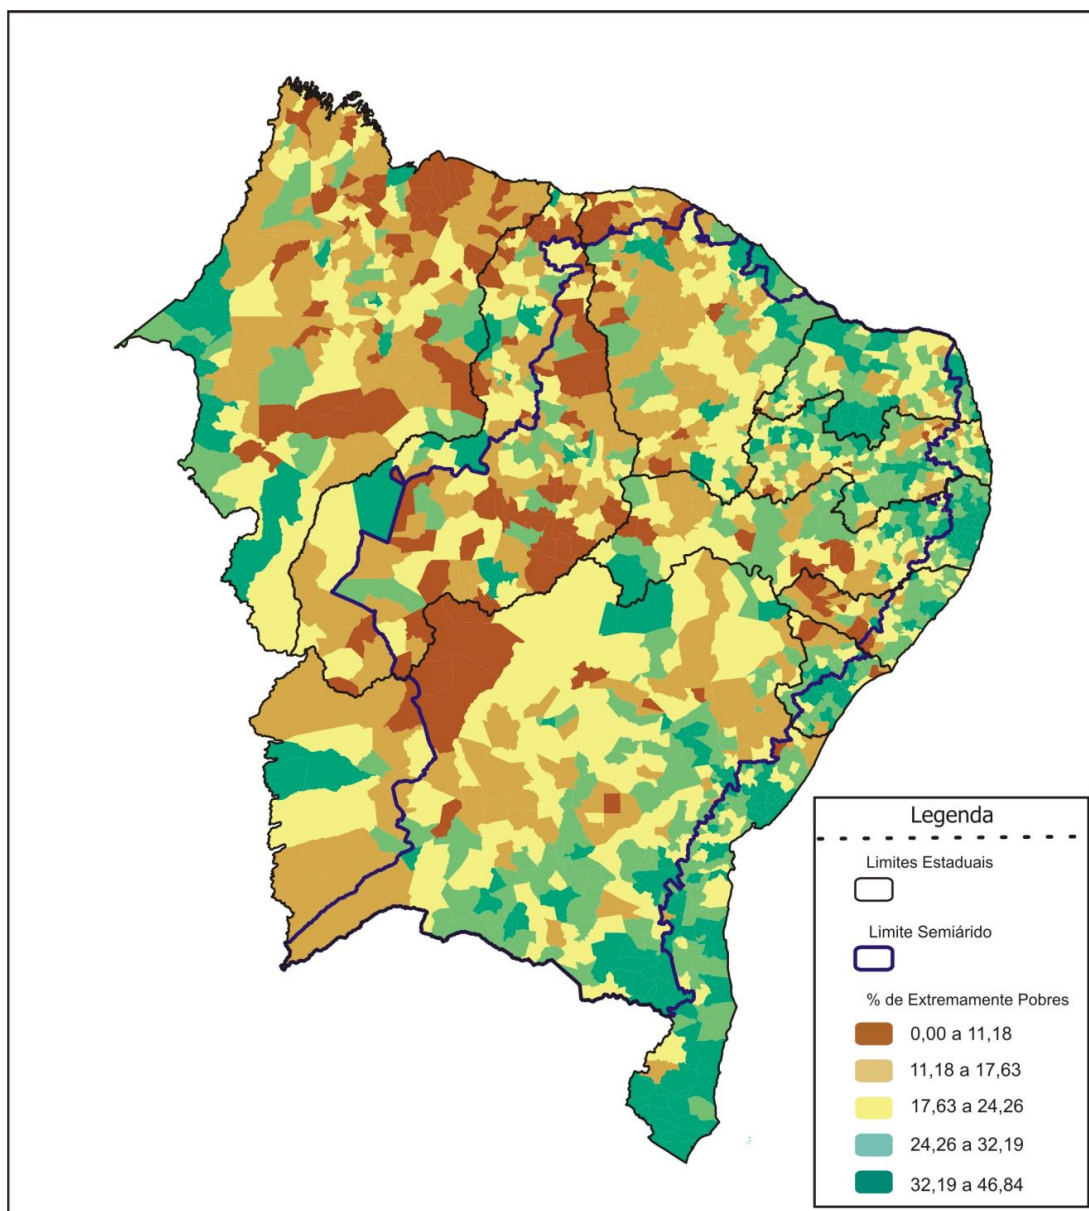 Legenda
Limites Estaduais
Limite Semiárido
% de Extremamente Pobres
0,00 a 11,18
11,18 a 17,63
17,63 a 24,26
24,26 a 32,19
32,19 a 46,84